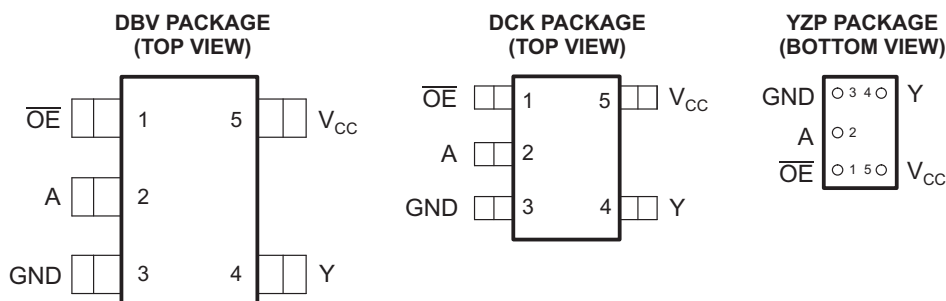 DBV PACKAGE
(TOP VIEW)
OE
1
5
VCC
A
2
GND
3
4
Y
DCK PACKAGE
(TOP VIEW)
OE
1
5
VCC
A
2
GND
3
4
Y
YZP PACKAGE
(BOTTOM VIEW)
GND
3 4
Y
A
2
OE
1 5
VCC